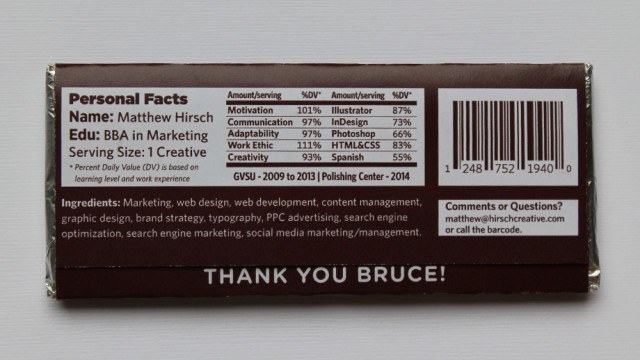 Personal Facts
Name: Matthew Hirsch
Edu: BBA in Marketing
Serving Size: 1 Creative
* Percent Daily Value (DV) is based on
learning level and work experience
Amount/serving %DV* Amount/serving %DV*
Motivation 101% Illustrator 87%
Communication 97% InDesign 73%
Adaptability 97% Photoshop 66%
Work Ethic 111% HTML&CSS 83%
Creativity 93% Spanish 55%
GVSU - 2009 to 2013 | Polishing Center - 2014
1 248 752 1940 0
Ingredients: Marketing, web design, web development, content management,
graphic design, brand strategy, typography, PPC advertising, search engine
optimization, search engine marketing, social media marketing/management.
Comments or Questions?
matthew@hirschcreative.com
or call the barcode.
THANK YOU BRUCE!